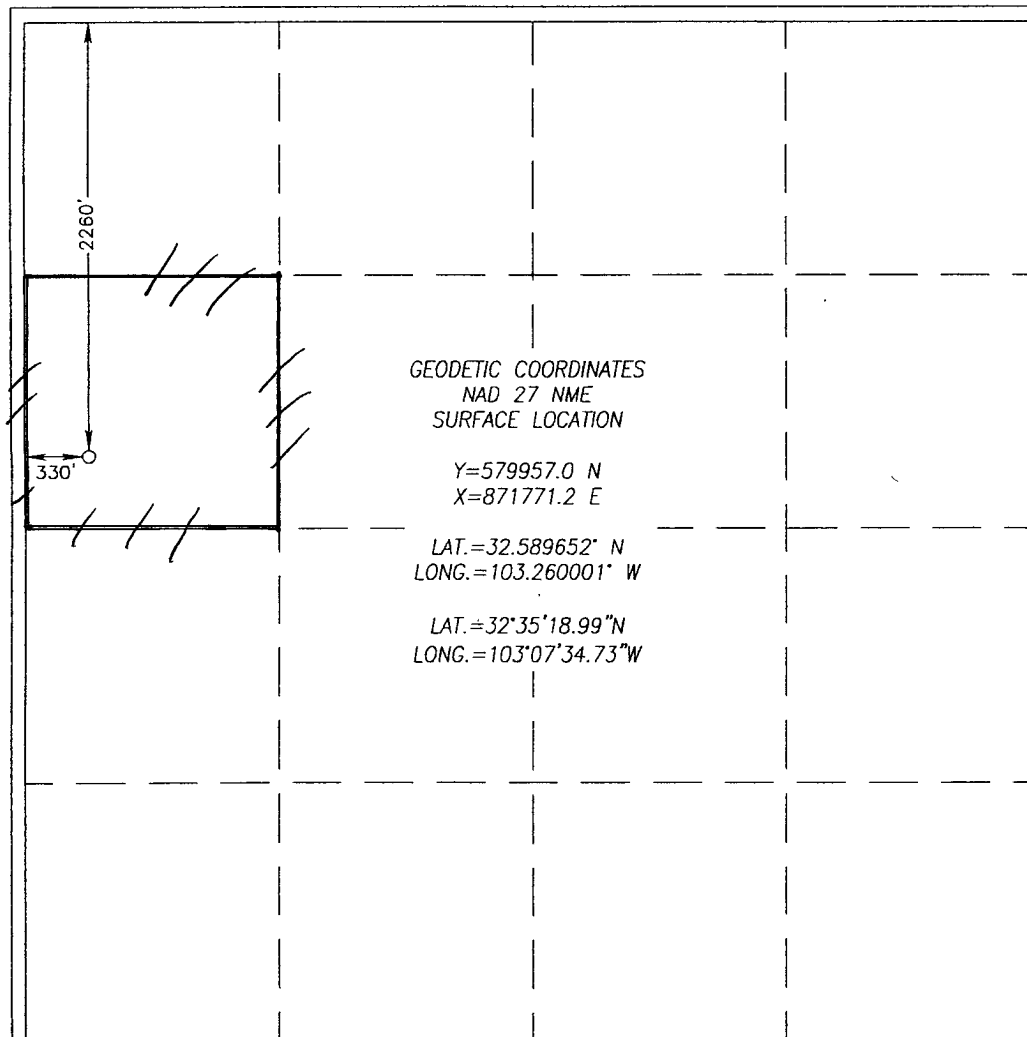 2260'
330'
GEODETIC COORDINATES
NAD 27 NME
SURFACE LOCATION
Y=579957.0 N
X=871771.2 E
LAT.=32.589652° N
LONG.=103.260001° W
LAT.=32°35'18.99"N
LONG.=103°07'34.73"W